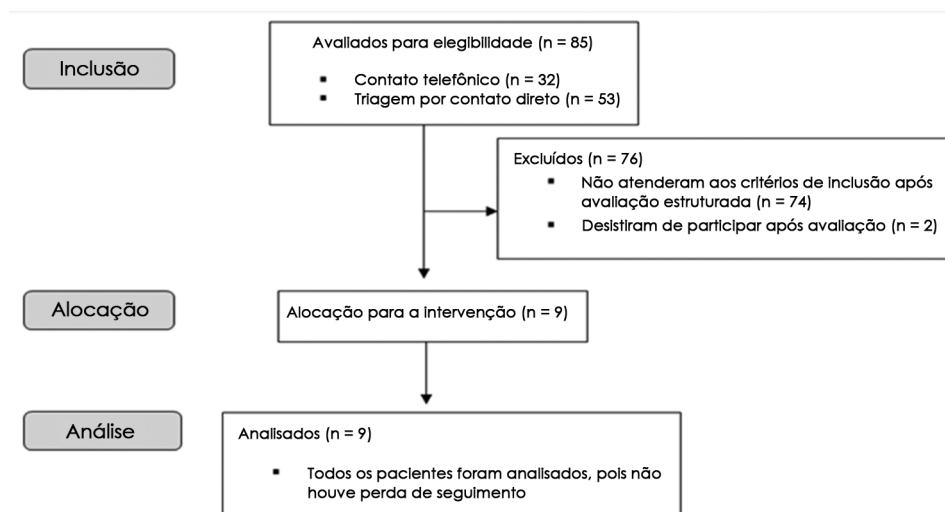 Inclusão
Avaliados para elegibilidade (n = 85)
▪ Contato telefônico (n = 32)
▪ Triagem por contato direto (n = 53)
Excluídos (n = 76)
▪ Não atenderam aos critérios de inclusão após
avaliação estruturada (n = 74)
▪ Desistiram de participar após avaliação (n = 2)
Alocação
Alocação para a intervenção (n = 9)
Análise
Analisados (n = 9)
▪ Todos os pacientes foram analisados, pois não
houve perda de seguimento